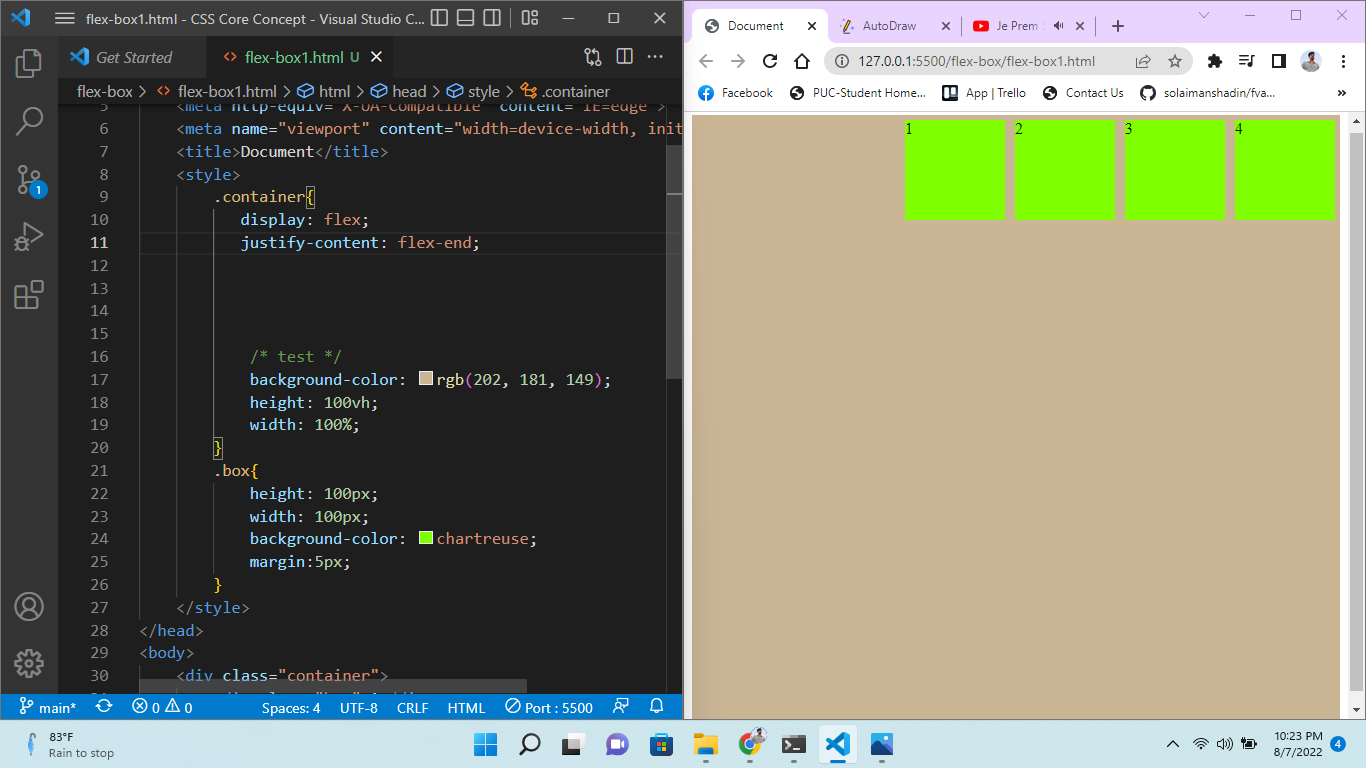 flex-box1.html - CSS Core Concept - Visual Studio C...
Get Started
flex-box1.html U
flex-box > flex-box1.html > html > head > style > .container
5 <meta http-equiv="X-UA-Compatible" content="IE=edge">
6 <meta name="viewport" content="width=device-width, init
7 <title>Document</title>
8 <style>
9 .container{
10 display: flex;
11 justify-content: flex-end;
12
13
14
15
16 /* test */
17 background-color: rgb(202, 181, 149);
18 height: 100vh;
19 width: 100%;
20 }
21 .box{
22 height: 100px;
23 width: 100px;
24 background-color: chartreuse;
25 margin:5px;
26 }
27 </style>
28 </head>
29 <body>
30 <div class="container">
1
main* 0 0 Spaces: 4 UTF-8 CRLF HTML Port : 5500
Document AutoDraw Je Prem S
127.0.0.1:5500/flex-box/flex-box1.html
Facebook PUC-Student Home... App | Trello Contact Us solaimanshadin/fva... »
1 2 3 4
83°F
Rain to stop
10:23 PM
8/7/2022
4